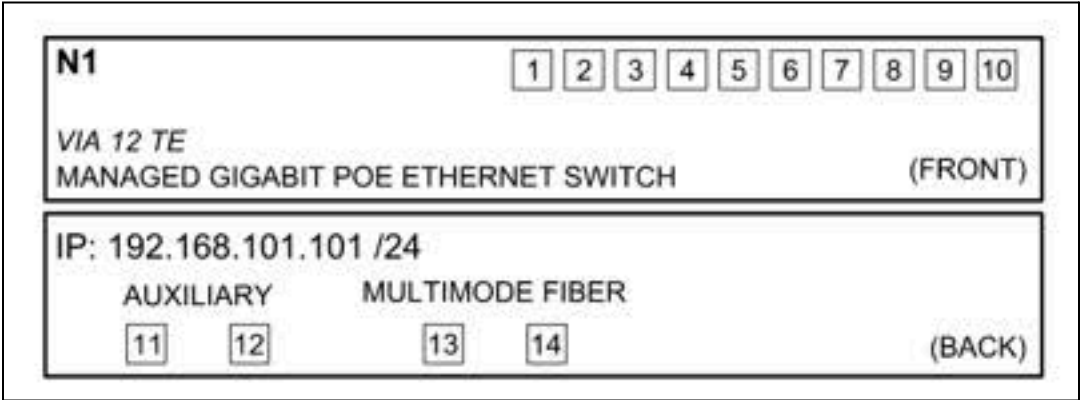 N1 1 2 3 4 5 6 7 8 9 10
VIA 12 TE
MANAGED GIGABIT POE ETHERNET SWITCH (FRONT)
IP: 192.168.101.101 /24
AUXILIARY MULTIMODE FIBER
11 12 13 14 (BACK)